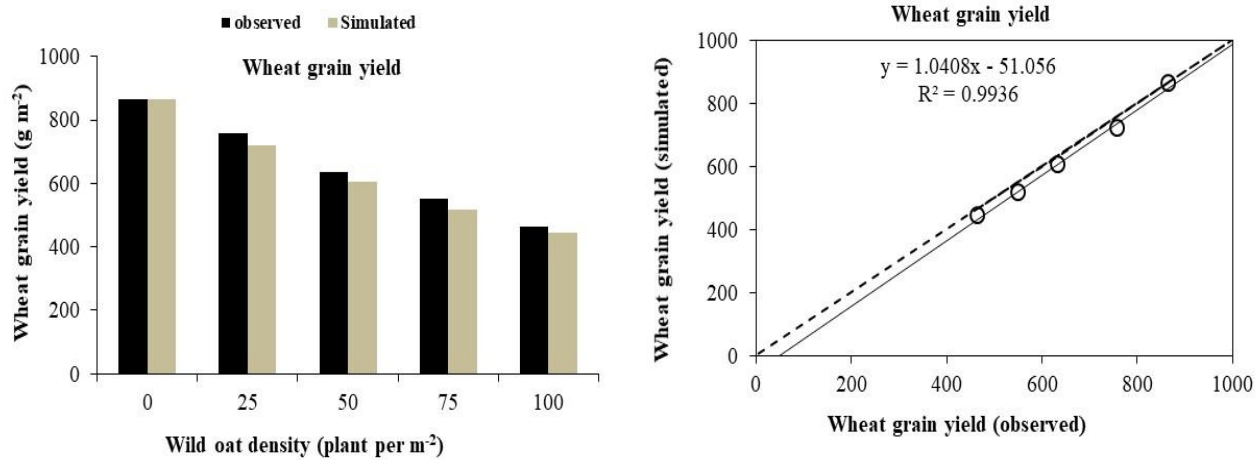 observed Simulated
Wheat grain yield
Wheat grain yield (g m-2)
1000
800
600
400
200
0
0 25 50 75 100
Wild oat density (plant per m-2)
Wheat grain yield
y = 1.0408x - 51.056
R² = 0.9936
Wheat grain yield (simulated)
1000
800
600
400
200
0
0 200 400 600 800 1000
Wheat grain yield (observed)